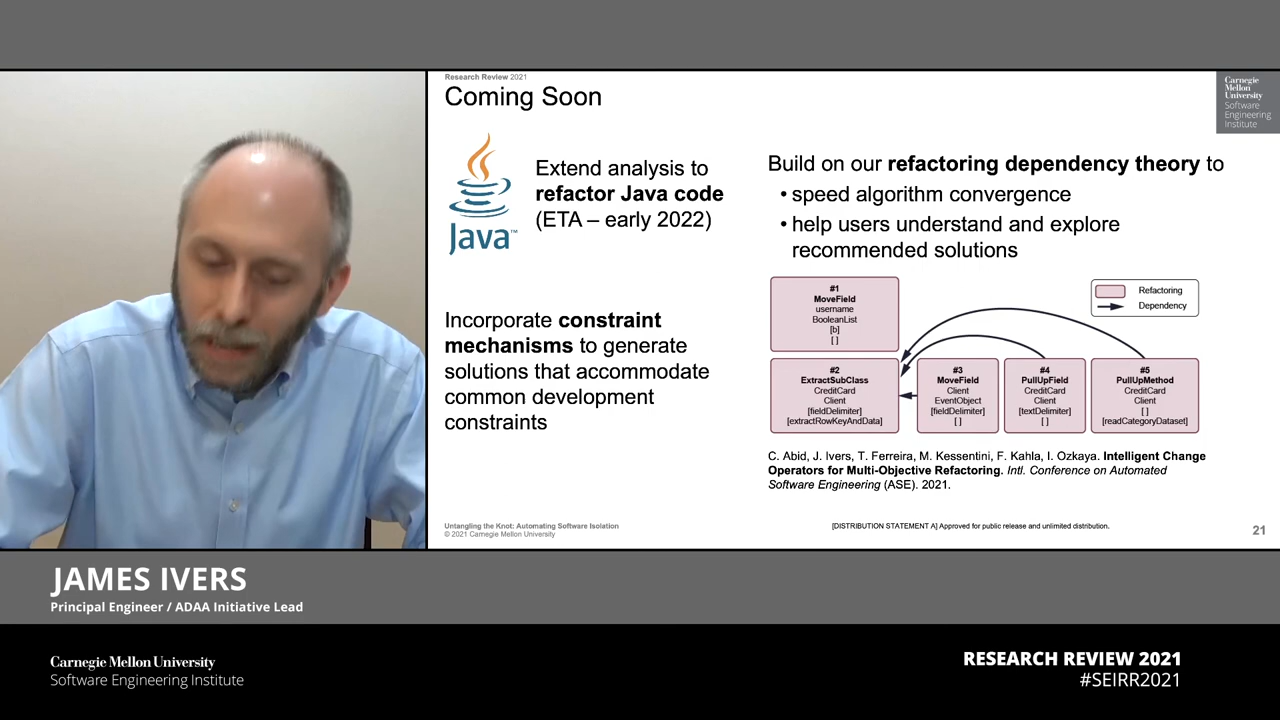 Research Review 2021
Coming Soon
Carnegie
Mellon
University
Software
Engineering
Institute
Java™
Extend analysis to
refactor Java code
(ETA – early 2022)
Incorporate constraint
mechanisms to generate
solutions that accommodate
common development
constraints
Build on our refactoring dependency theory to
• speed algorithm convergence
• help users understand and explore
recommended solutions
#1
MoveField
username
BooleanList
[b]
[ ]
Refactoring
Dependency
#2
ExtractSubClass
CreditCard
Client
[fieldDelimiter]
[extractRowKeyAndData]
#3
MoveField
Client
EventObject
[fieldDelimiter]
[ ]
#4
PullUpField
CreditCard
Client
[textDelimiter]
[ ]
#5
PullUpMethod
CreditCard
Client
[ ]
[readCategoryDataset]
C. Abid, J. Ivers, T. Ferreira, M. Kessentini, F. Kahla, I. Ozkaya. Intelligent Change
Operators for Multi-Objective Refactoring. Intl. Conference on Automated
Software Engineering (ASE). 2021.
Untangling the Knot: Automating Software Isolation
© 2021 Carnegie Mellon University
[DISTRIBUTION STATEMENT A] Approved for public release and unlimited distribution.
21
JAMES IVERS
Principal Engineer / ADAA Initiative Lead
Carnegie Mellon University
Software Engineering Institute
RESEARCH REVIEW 2021
#SEIRR2021